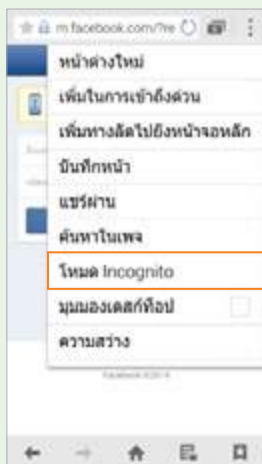 m.facebook.com/?re
หน้าต่างใหม่
เพิ่มในการเข้าถึงด่วน
เพิ่มทางลัดไปยังหน้าจอหลัก
บันทึกหน้า
แชร์ผ่าน
ค้นหาในเพจ
โหมด Incognito
มุมมองเดสก์ท็อป
ความสว่าง